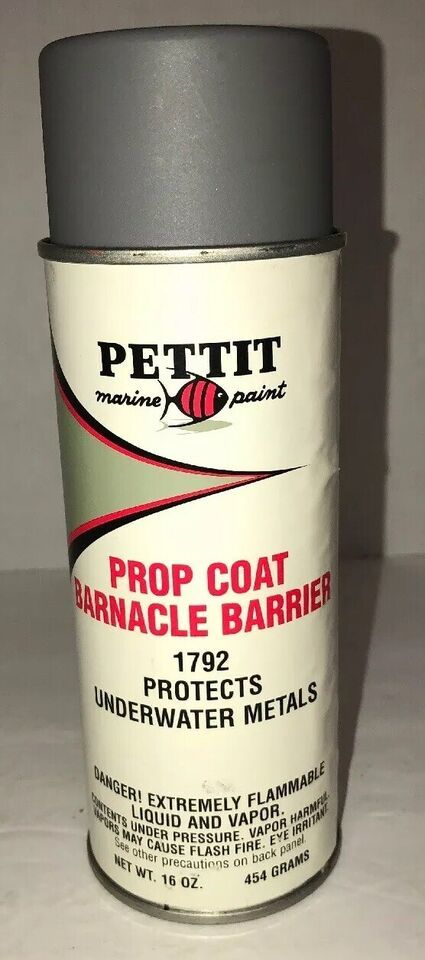 PETTIT
marine paint
PROP COAT
BARNACLE BARRIER
1792
PROTECTS
UNDERWATER METALS
DANGER! EXTREMELY FLAMMABLE
LIQUID AND VAPOR.
CONTENTS UNDER PRESSURE. VAPOR HARMFUL.
VAPORS MAY CAUSE FLASH FIRE. EYE IRRITANT.
See other precautions on back panel.
NET WT. 16 OZ. 454 GRAMS